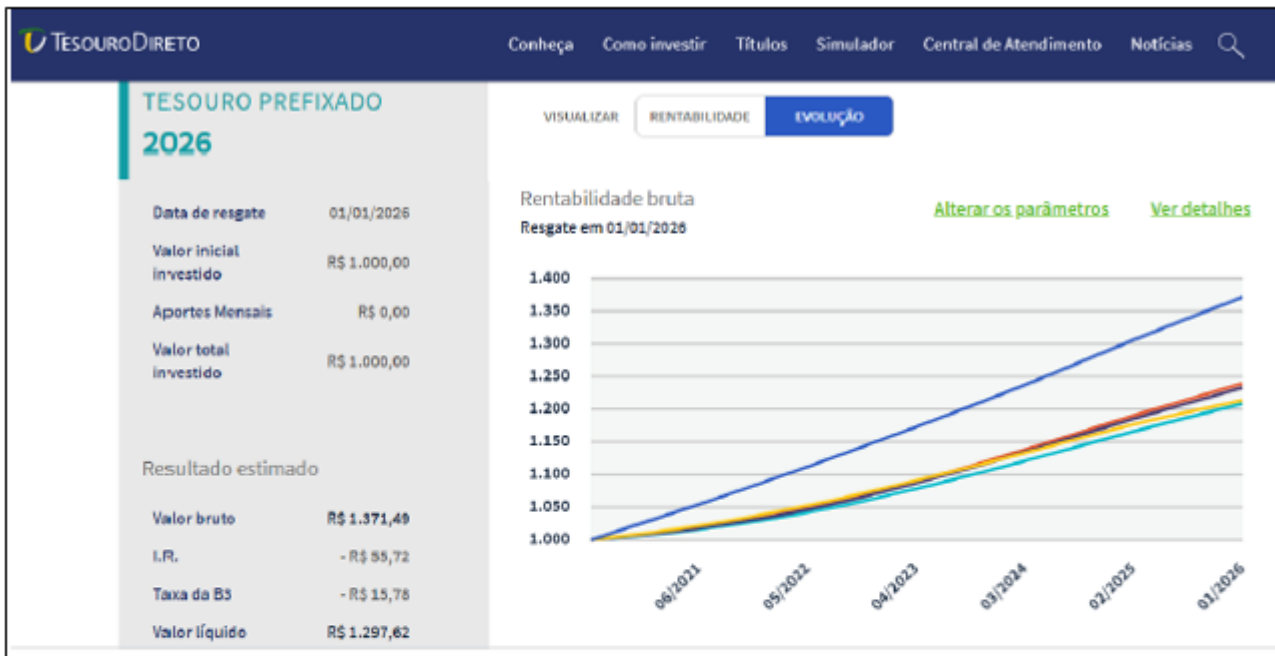 TESOURODIRETO
Conheça Como investir Títulos Simulador Central de Atendimento Notícias
TESOURO PREFIXADO
2026
Data de resgate 01/01/2026
Valor inicial
investido R$ 1.000,00
Aportes Mensais R$ 0,00
Valor total
investido R$ 1.000,00
Resultado estimado
Valor bruto R$ 1.371,49
I.R. - R$ 55,72
Taxa da B3 - R$ 15,78
Valor líquido R$ 1.297,62
VISUALIZAR RENTABILIDADE EVOLUÇÃO
Rentabilidade bruta
Resgate em 01/01/2026
Alterar os parâmetros Ver detalhes
1.400
1.350
1.300
1.250
1.200
1.150
1.100
1.050
1.000
06/2021 05/2022 04/2023 03/2024 02/2025 01/2026